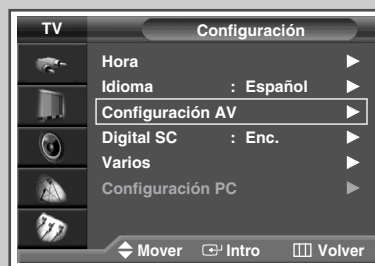 TV
Configuración
Hora
Idioma : Español
Configuración AV
Digital SC : Enc.
Varios
Configuración PC
Mover Intro Volver